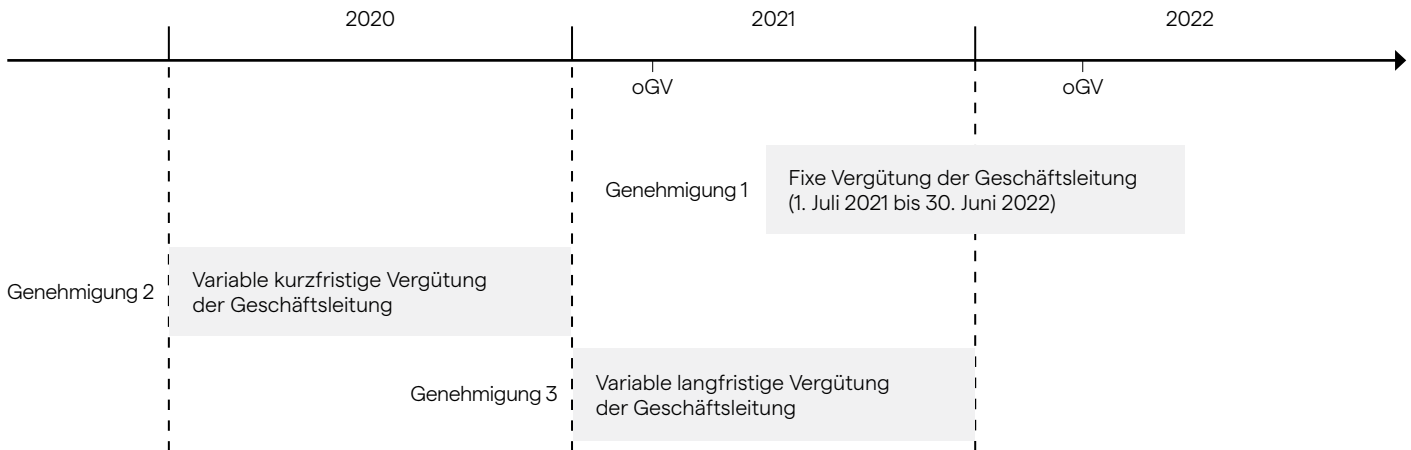 2020
2021
2022
oGV
oGV
Genehmigung 1
Fixe Vergütung der Geschäftsleitung
(1. Juli 2021 bis 30. Juni 2022)
Genehmigung 2
Variable kurzfristige Vergütung
der Geschäftsleitung
Genehmigung 3
Variable langfristige Vergütung
der Geschäftsleitung